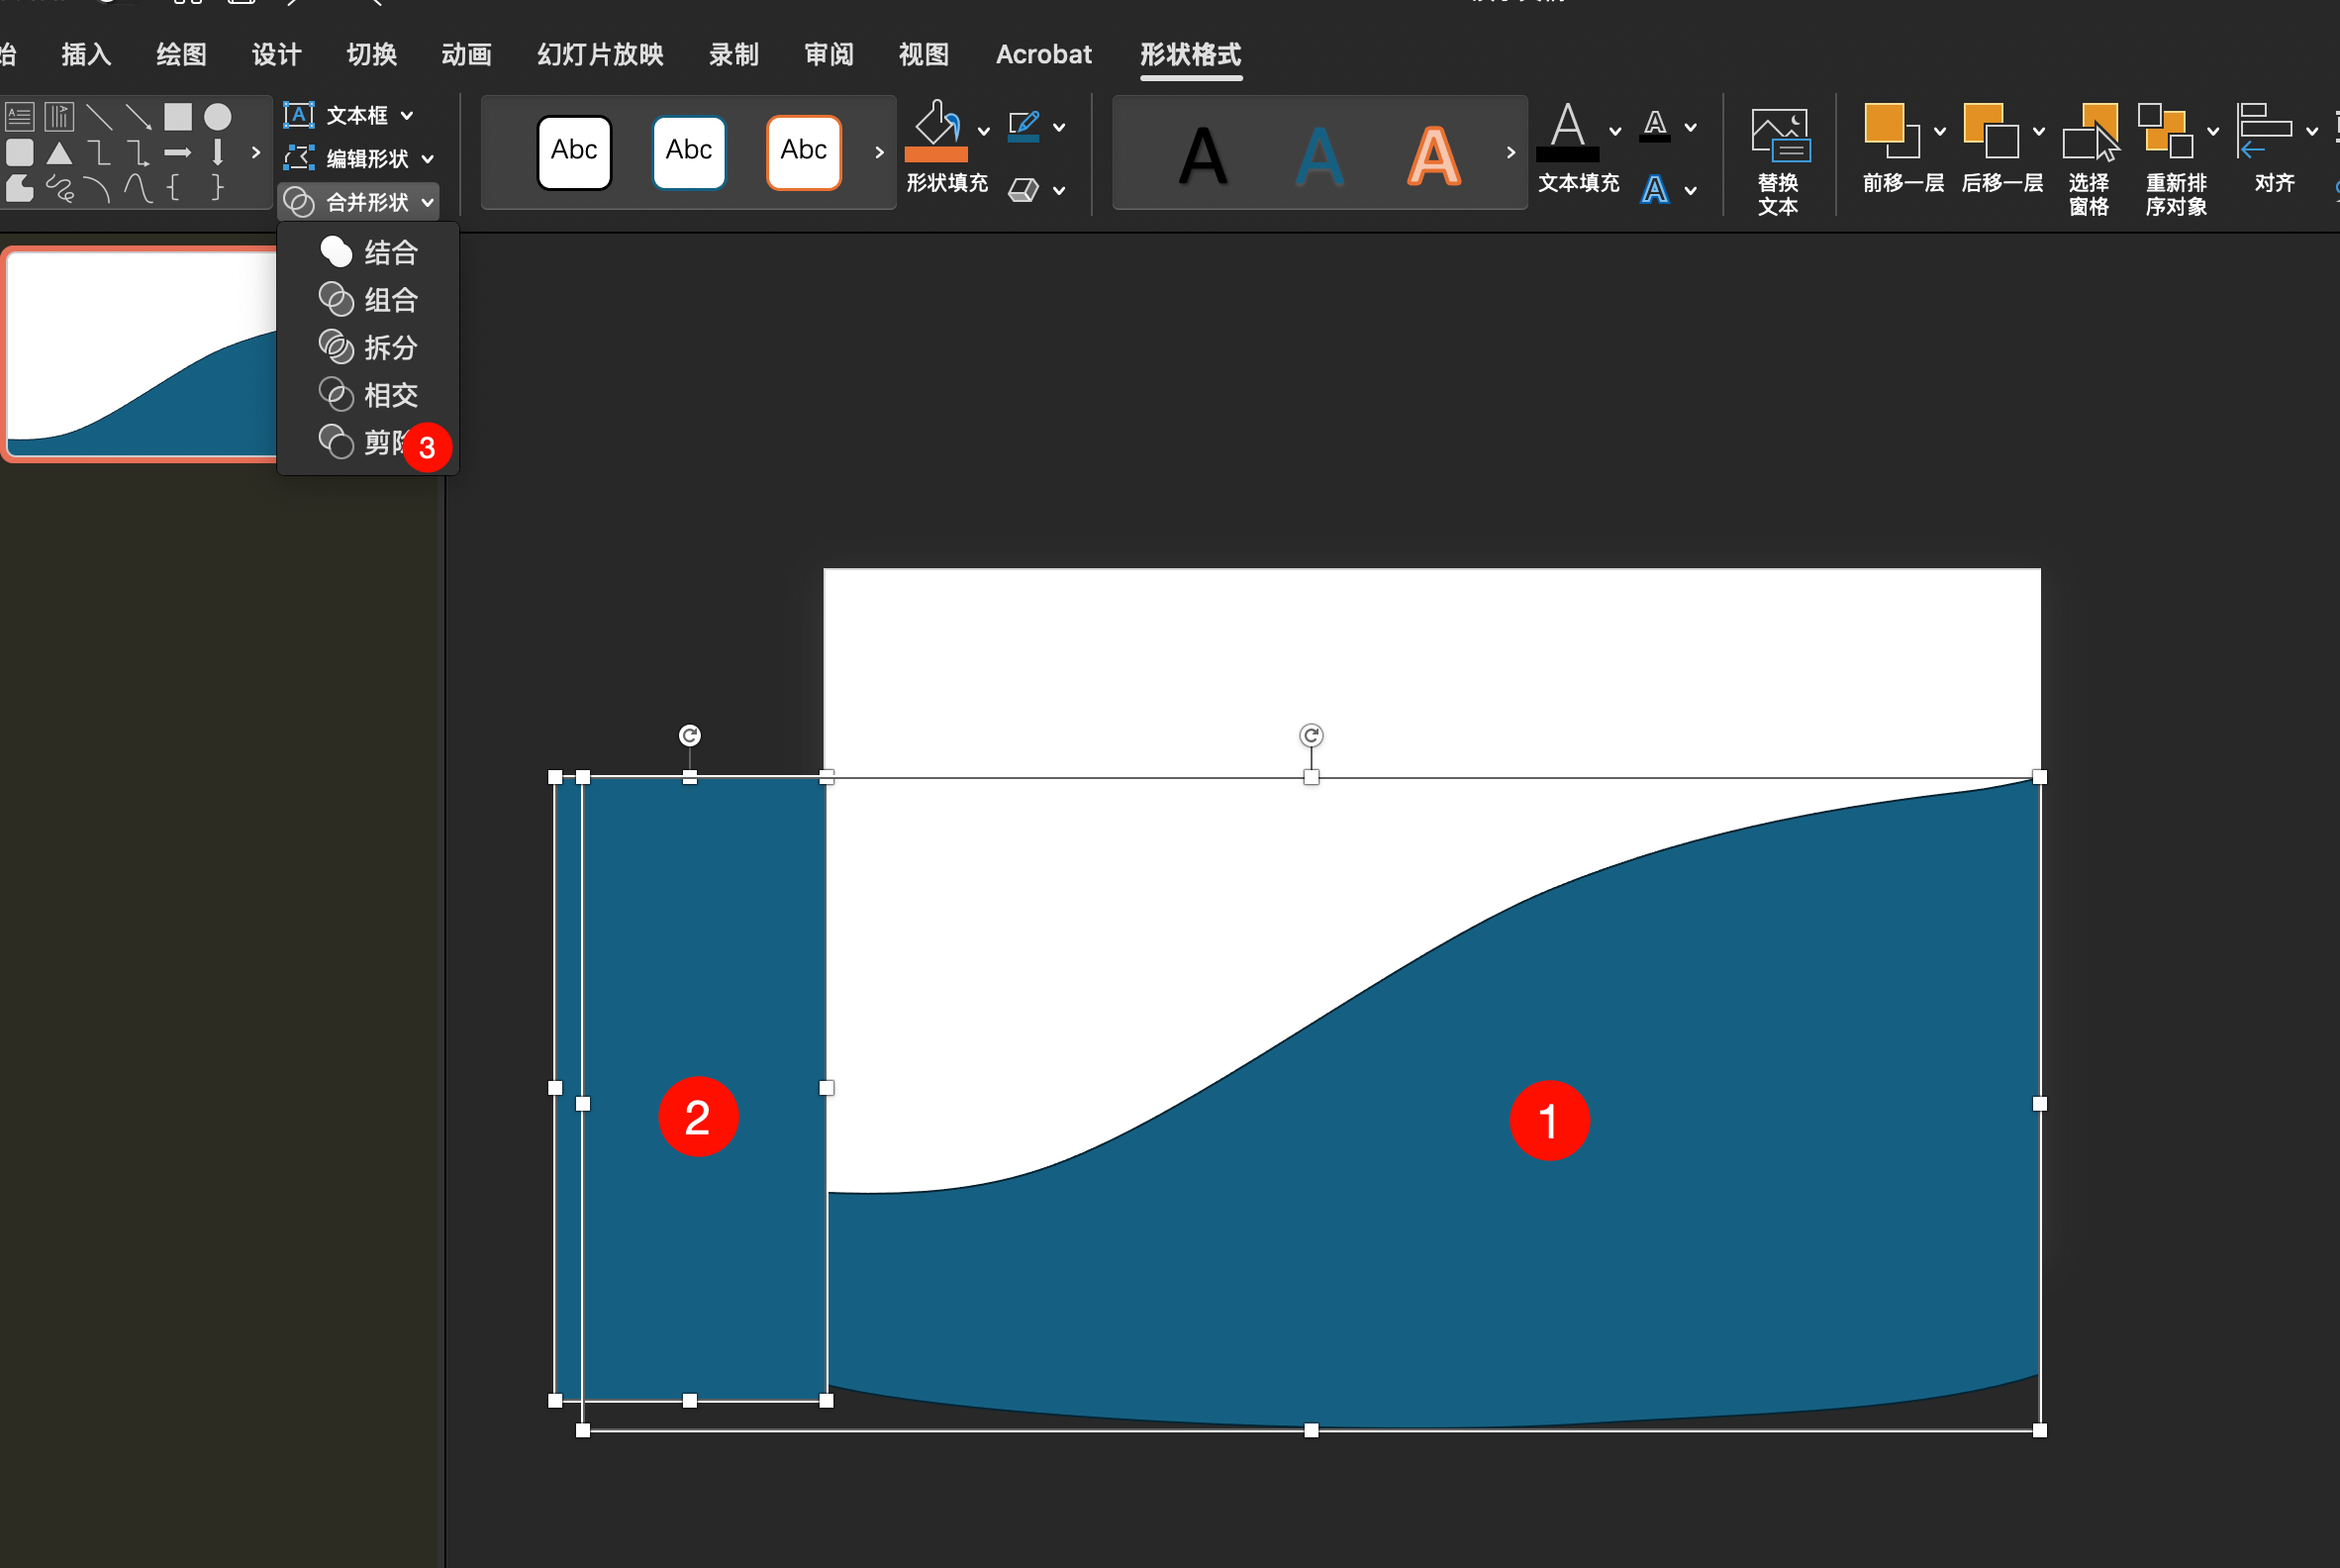 始 插入 绘图 设计 切换 动画 幻灯片放映 录制 审阅 视图 Acrobat 形状格式
文本框
编辑形状
合并形状
Abc Abc Abc
形状填充
A A A
文本填充
替换
文本
前移一层
后移一层
选择
窗格
重新排
序对象
对齐
结合
组合
拆分
相交
剪
3
2
1